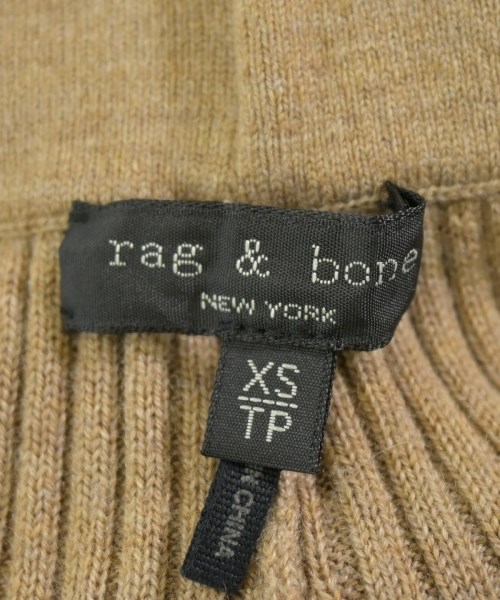 rag & bone
NEW YORK
XS
TP
CHINA